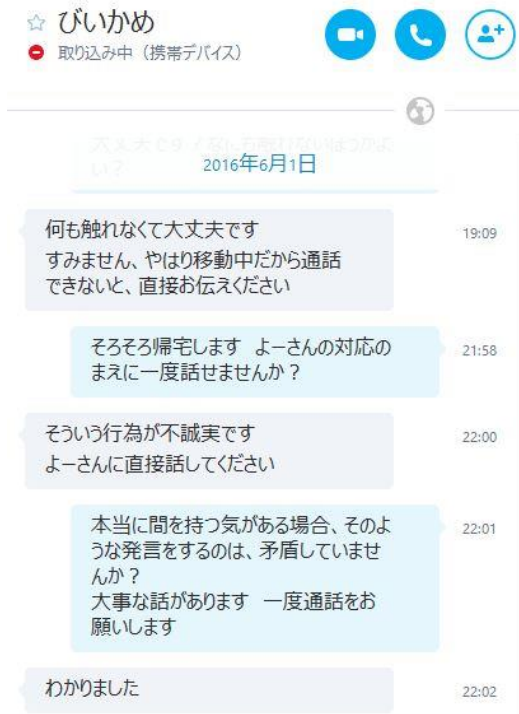 びいかめ
取り込み中（携帯デバイス）
2016年6月1日
何も触れなくて大丈夫です
すみません、やはり移動中だから通話
できないと、直接お伝えください
19:09
そろそろ帰宅します　よーさんの対応の
まえに一度話せませんか？
21:58
そういう行為が不誠実です
よーさんに直接話してください
22:00
本当に間を持つ気がある場合、そのよ
うな発言をするのは、矛盾していませ
んか？
大事な話があります　一度通話をお
願いします
22:01
わかりました
22:02